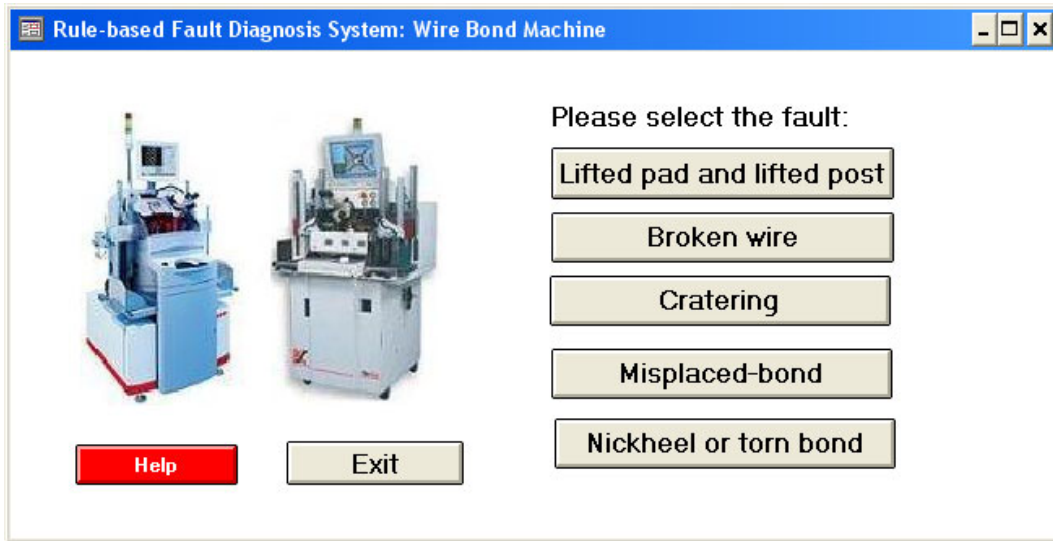 Rule-based Fault Diagnosis System: Wire Bond Machine
Please select the fault:
Lifted pad and lifted post
Broken wire
Cratering
Misplaced-bond
Nickheel or torn bond
Help
Exit